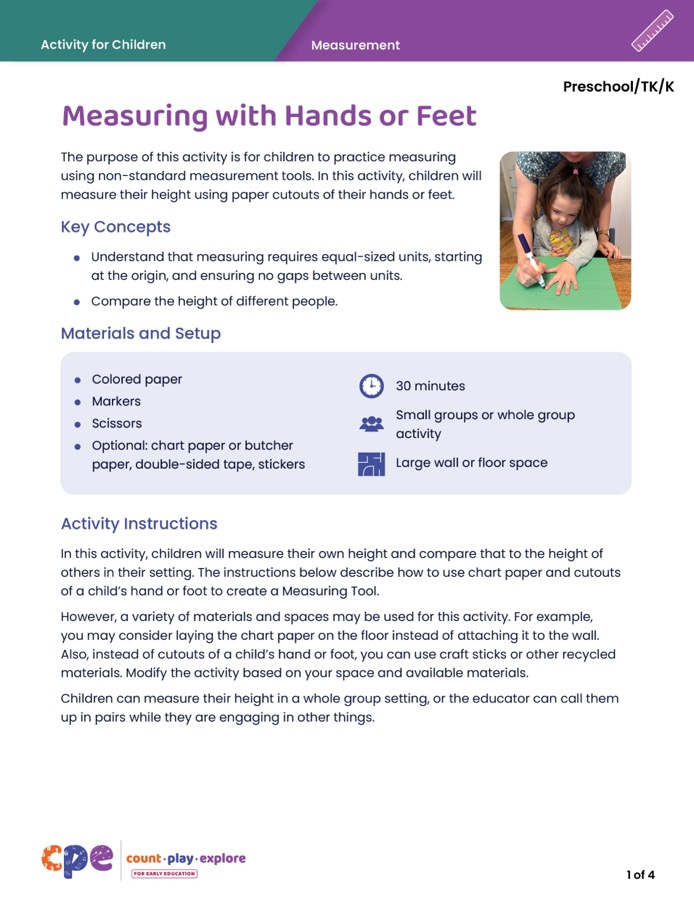 Activity for Children
Measurement
Preschool/TK/K
Measuring with Hands or Feet
The purpose of this activity is for children to practice measuring
using non-standard measurement tools. In this activity, children will
measure their height using paper cutouts of their hands or feet.
Key Concepts
Understand that measuring requires equal-sized units, starting
at the origin, and ensuring no gaps between units.
Compare the height of different people.
Materials and Setup
Colored paper
Markers
Scissors
Optional: chart paper or butcher
paper, double-sided tape, stickers
30 minutes
Small groups or whole group
activity
Large wall or floor space
Activity Instructions
In this activity, children will measure their own height and compare that to the height of
others in their setting. The instructions below describe how to use chart paper and cutouts
of a child’s hand or foot to create a Measuring Tool.
However, a variety of materials and spaces may be used for this activity. For example,
you may consider laying the chart paper on the floor instead of attaching it to the wall.
Also, instead of cutouts of a child’s hand or foot, you can use craft sticks or other recycled
materials. Modify the activity based on your space and available materials.
Children can measure their height in a whole group setting, or the educator can call them
up in pairs while they are engaging in other things.
cpe
count·play·explore
FOR EARLY EDUCATION
1 of 4